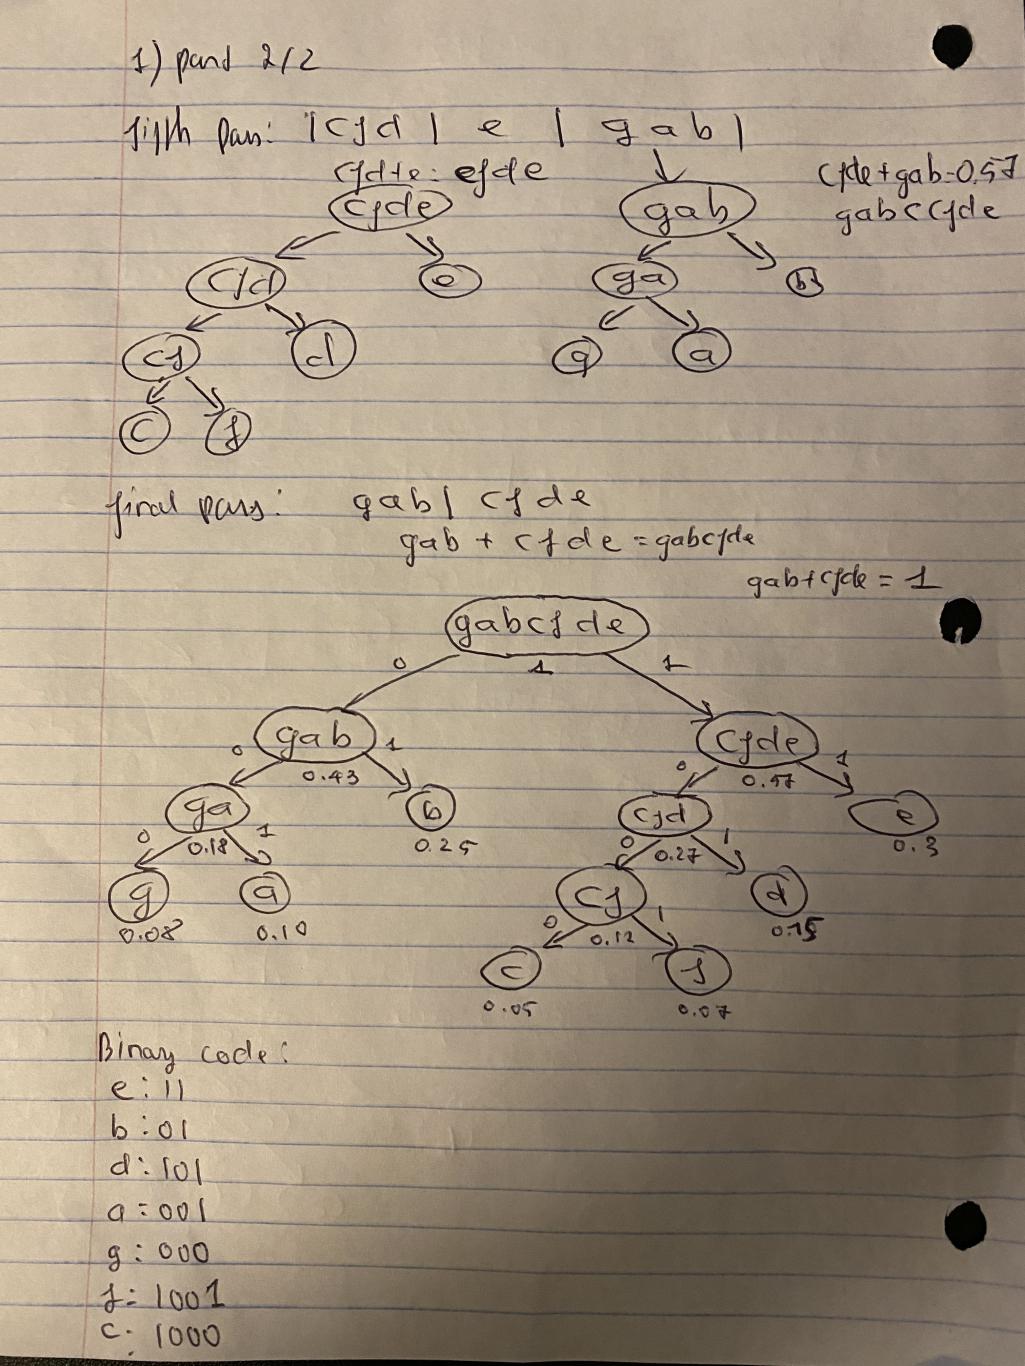 1) part 2/2
fifth pass: | c f d | e | g a b |
cfd+e: cfde
cfde+gab=0.57
cfde
gab
gab<cfde
cfd
e
ga
b
cf
d
g
a
c
f
final pass: gab | cfde
gab + cfde = gabcfde
gab+cfde = 1
gabcfde
0 1 1
gab
cfde
0 1
0 1
0.43
0.57
ga
b
cfd
e
0 1
0.18
0.25
0 1
0.27
0.3
g
a
cf
d
0.08
0.10
0 1
0.12
0.15
c
f
0.05
0.07
Binary code:
e: 11
b: 01
d: 101
a: 001
g: 000
f: 1001
c: 1000